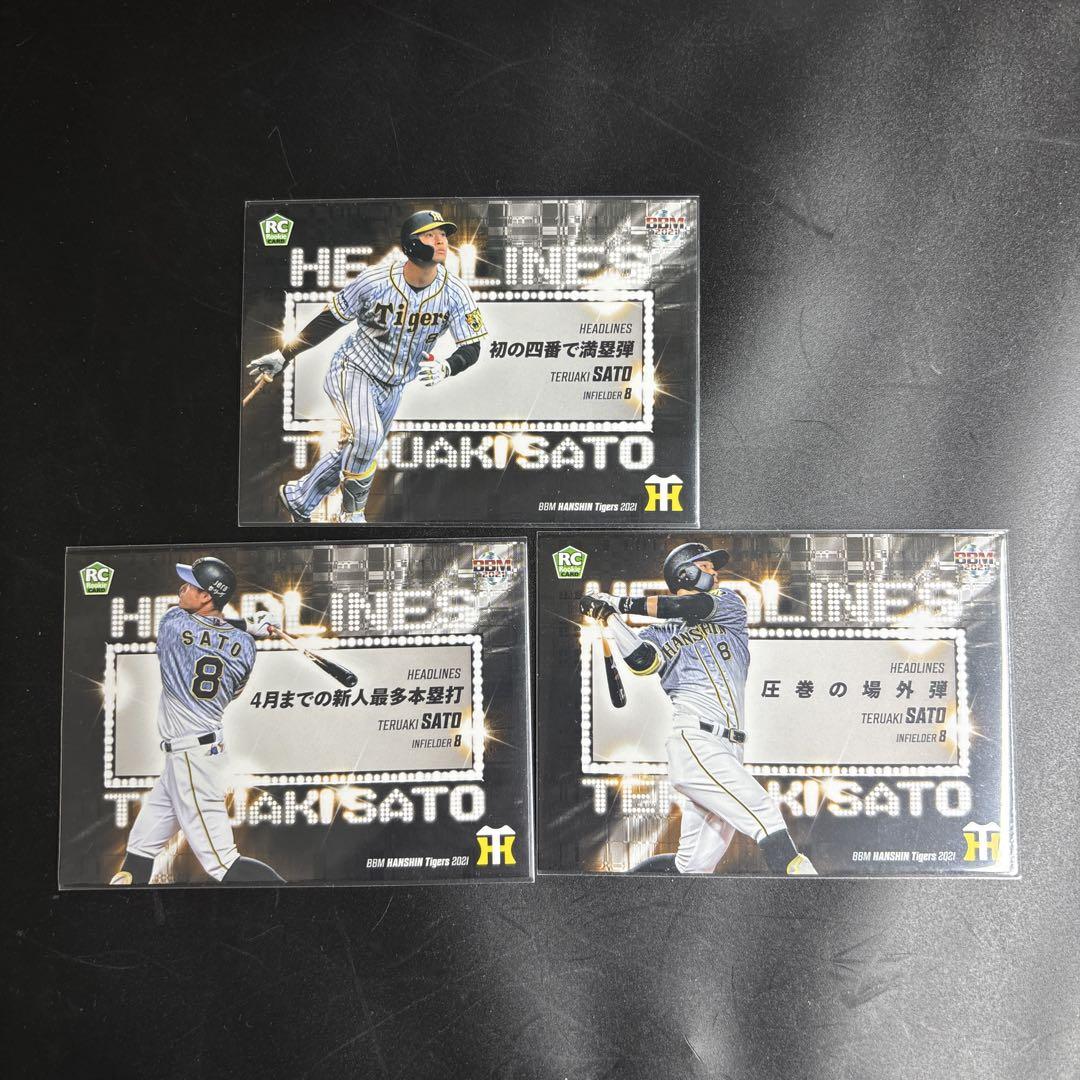 RC
Rookie
CARD
BBM
2021
HEADLINES
Tigers
8
HEADLINES
初の四番で満塁弾
TERUAKI SATO
INFIELDER 8
TERUAKI SATO
BBM HANSHIN Tigers 2021
RC
Rookie
CARD
BBM
2021
HEADLINES
SATO
8
HEADLINES
4月までの新人最多本塁打
TERUAKI SATO
INFIELDER 8
TERUAKI SATO
BBM HANSHIN Tigers 2021
RC
Rookie
CARD
BBM
2021
HEADLINES
HANSHIN
8
HEADLINES
圧巻の場外弾
TERUAKI SATO
INFIELDER 8
TERUAKI SATO
BBM HANSHIN Tigers 2021